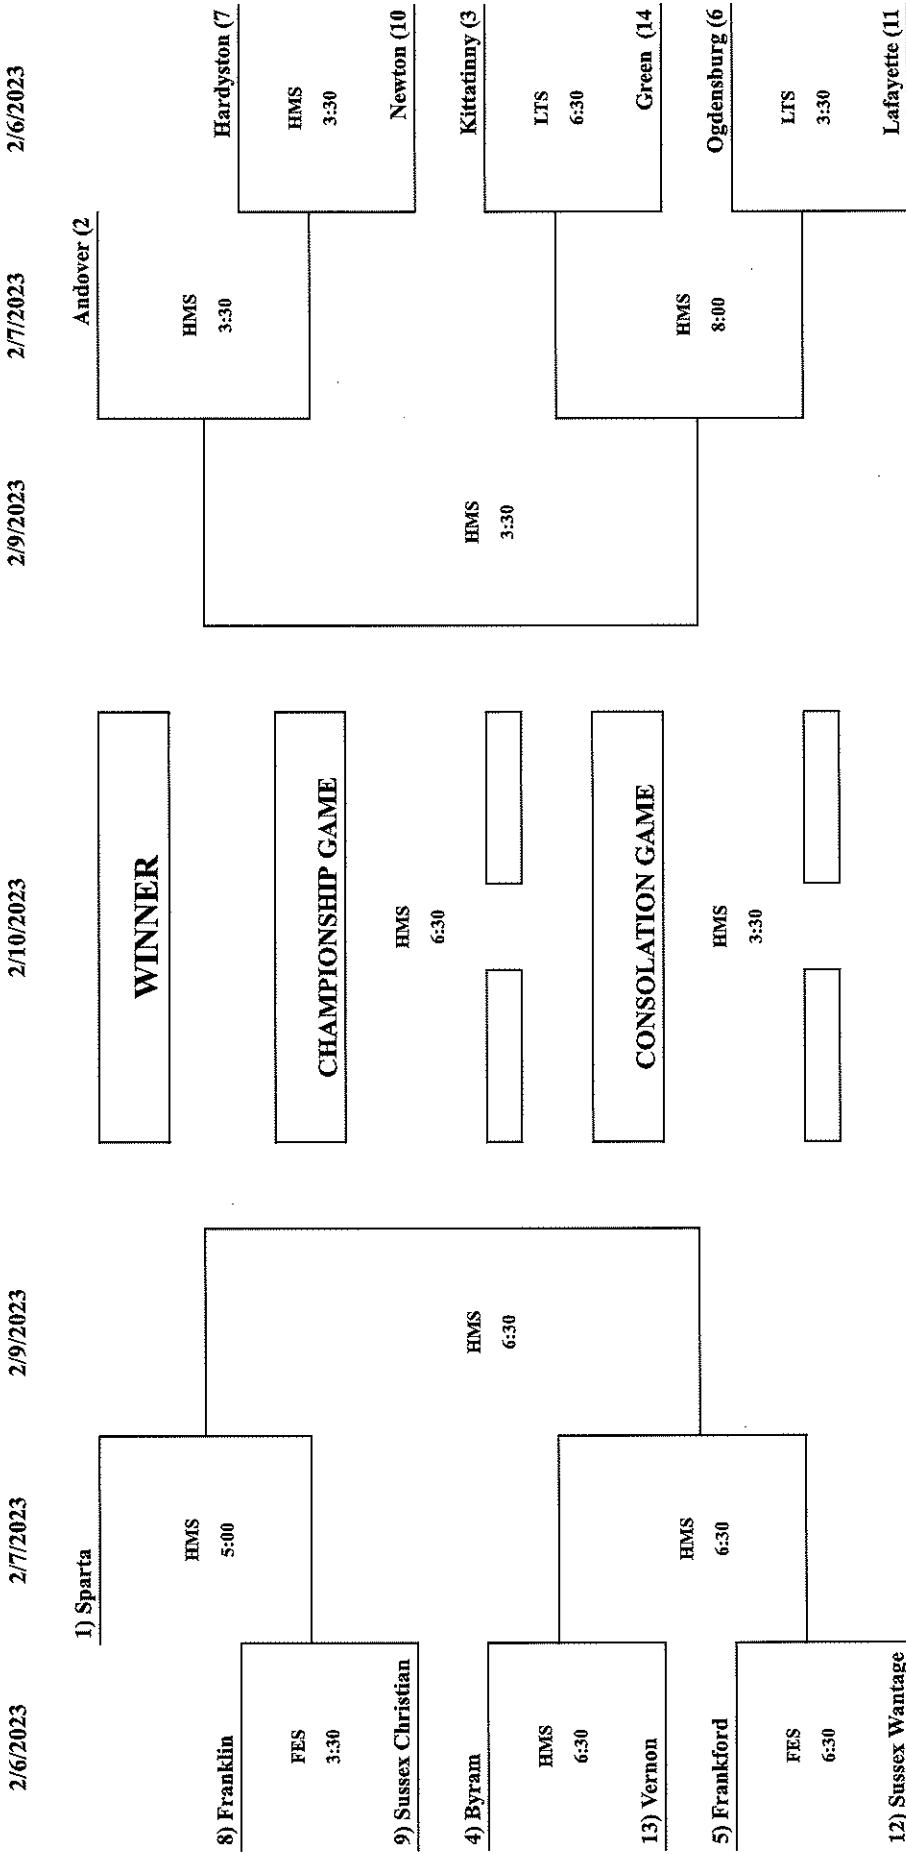 2/6/2023 2/7/2023 2/9/2023 2/10/2023 2/9/2023 2/7/2023 2/6/2023
1) Sparta
Andover (2
WINNER
HMS
5:00
HMS
3:30
8) Franklin
Hardyston (7
FES
3:30
CHAMPIONSHIP GAME
HMS
3:30
9) Sussex Christian
HMS
6:30
Newton (10
4) Byram
HMS
6:30
HMS
3:30
Kittatinny (3
HMS
6:30
LTS
6:30
13) Vernon
CONSOLATION GAME
Green (14
HMS
6:30
HMS
8:00
5) Frankford
HMS
3:30
Ogdensburg (6
FES
6:30
LTS
3:30
12) Sussex Wantage
Lafayette (11